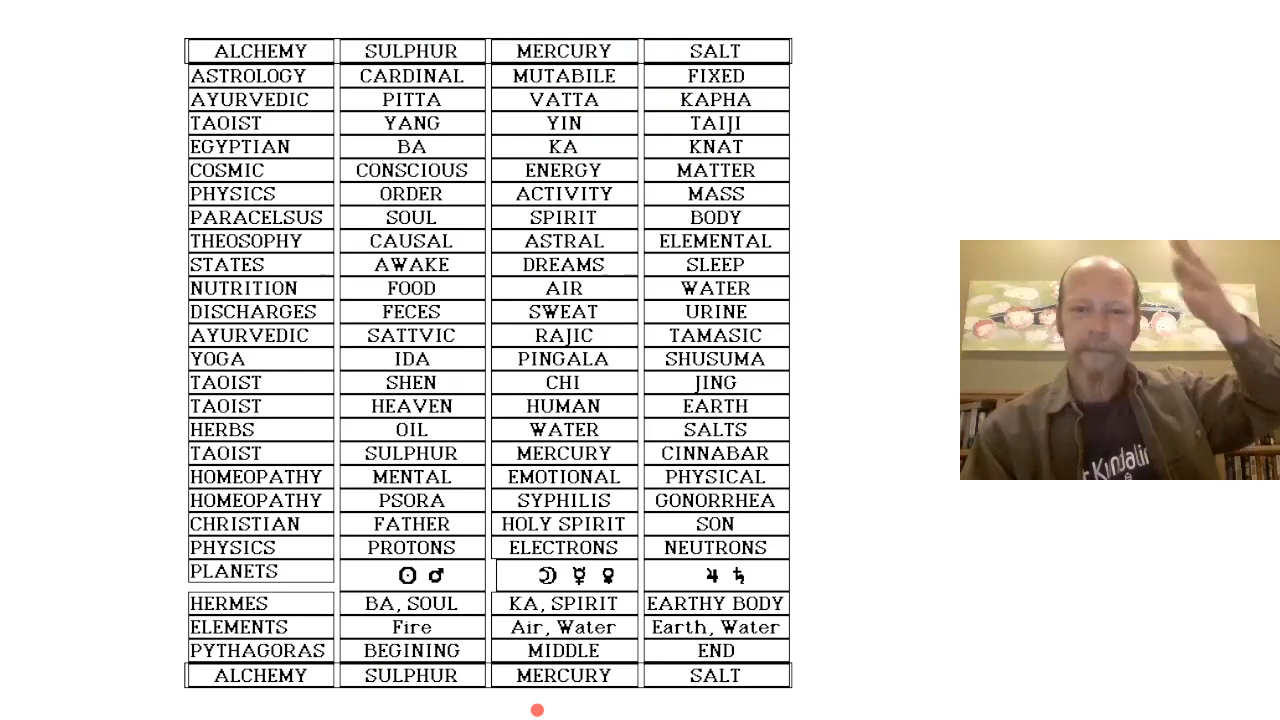 ALCHEMY SULPHUR MERCURY SALT
ASTROLOGY CARDINAL MUTABILE FIXED
AYURVEDIC PITTA VATTA KAPHA
TAOIST YANG YIN TAIJI
EGYPTIAN BA KA KNAT
COSMIC CONSCIOUS ENERGY MATTER
PHYSICS ORDER ACTIVITY MASS
PARACELSUS SOUL SPIRIT BODY
THEOSOPHY CAUSAL ASTRAL ELEMENTAL
STATES AWAKE DREAMS SLEEP
NUTRITION FOOD AIR WATER
DISCHARGES FECES SWEAT URINE
AYURVEDIC SATTVIC RAJIC TAMASIC
YOGA IDA PINGALA SHUSUMA
TAOIST SHEN CHI JING
TAOIST HEAVEN HUMAN EARTH
HERBS OIL WATER SALTS
TAOIST SULPHUR MERCURY CINNABAR
HOMEOPATHY MENTAL EMOTIONAL PHYSICAL
HOMEOPATHY PSORA SYPHILIS GONORRHEA
CHRISTIAN FATHER HOLY SPIRIT SON
PHYSICS PROTONS ELECTRONS NEUTRONS
PLANETS ☉ ♂ ☽ ☿ ♀ ♃ ♄
HERMES BA, SOUL KA, SPIRIT EARTHY BODY
ELEMENTS Fire Air, Water Earth, Water
PYTHAGORAS BEGINING MIDDLE END
ALCHEMY SULPHUR MERCURY SALT